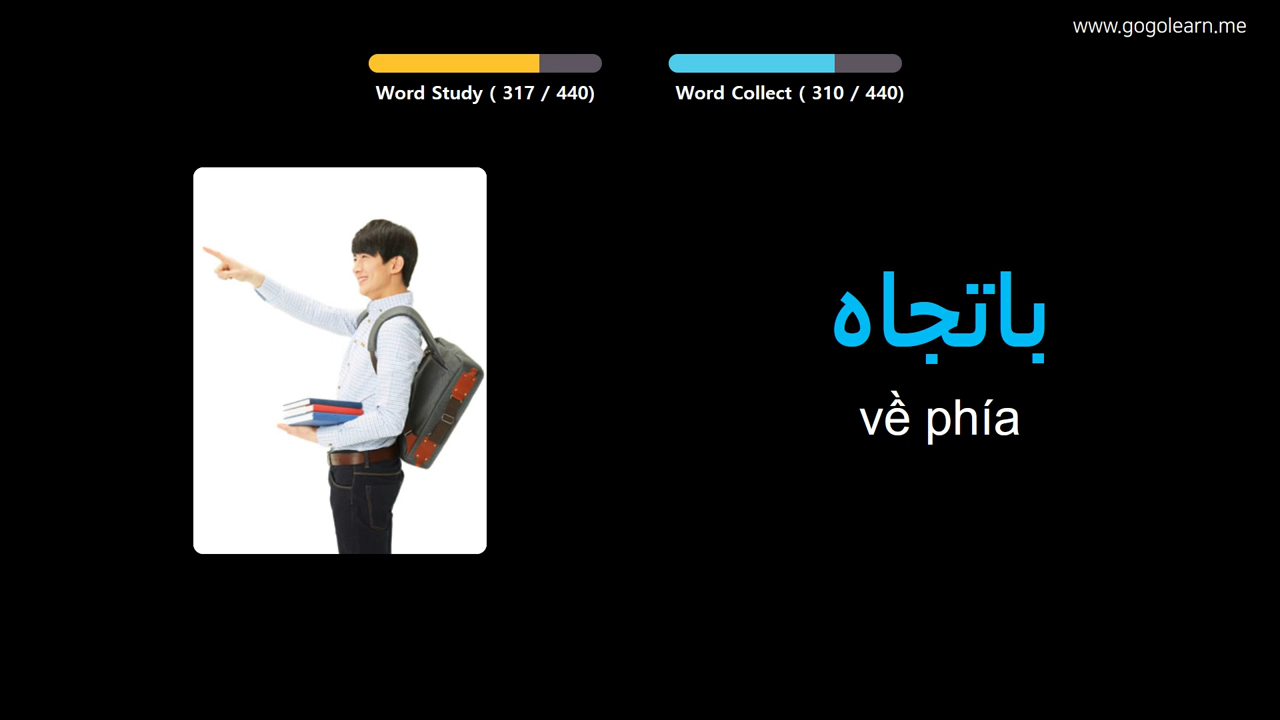 www.gogolearn.me
Word Study ( 317 / 440)
Word Collect ( 310 / 440)
باتجاه
về phía